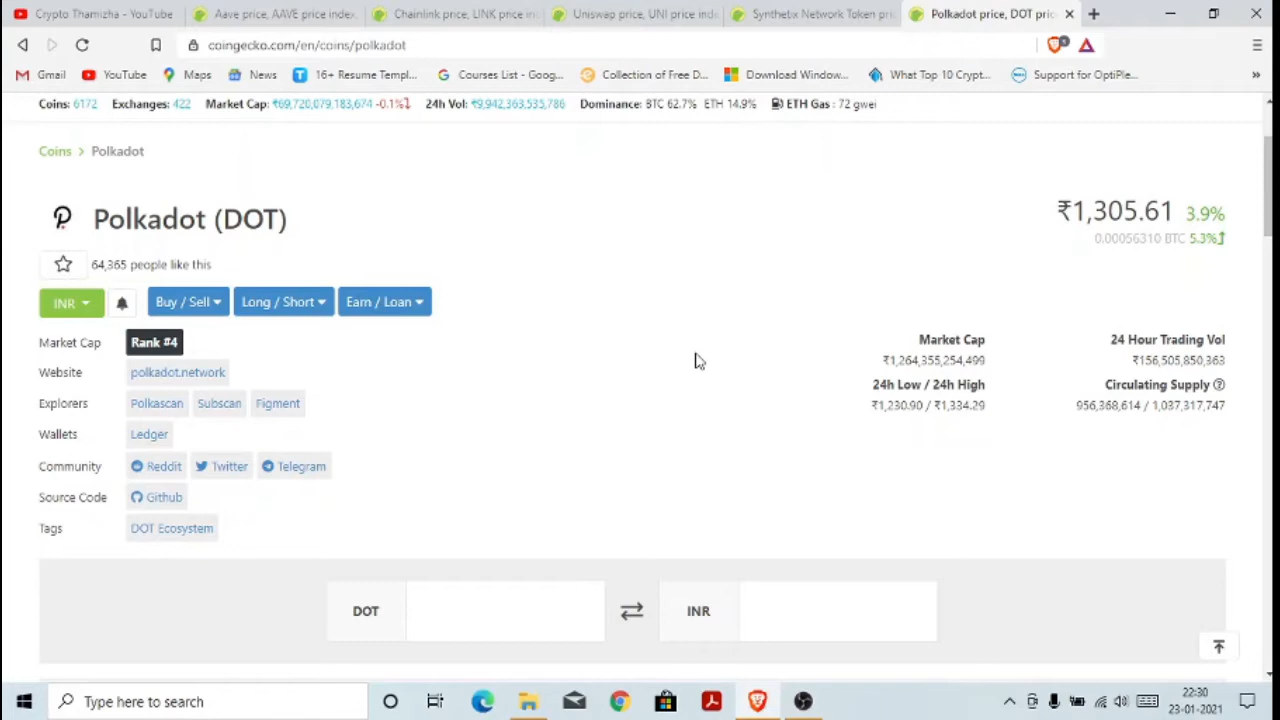 Crypto Thamizha - YouTube
Aave price, AAVE price index,
Chainlink price, LINK price in
Uniswap price, UNI price ind
Synthetix Network Token pri
Polkadot price, DOT pric
coingecko.com/en/coins/polkadot
Gmail YouTube Maps News 16+ Resume Templ... Courses List - Goog... Collection of Free D... Download Window... What Top 10 Crypt... Support for OptiPle... »
Coins: 6172 Exchanges: 422 Market Cap: ₹69,720,079,183,674 -0.1% 24h Vol: ₹9,942,363,535,786 Dominance: BTC 62.7% ETH 14.9% ETH Gas: 72 gwei
Coins > Polkadot
Polkadot (DOT)
₹1,305.61 3.9%
0.00056310 BTC 5.3%
64,365 people like this
INR Buy / Sell Long / Short Earn / Loan
Market Cap Rank #4
Website polkadot.network
Explorers Polkascan Subscan Figment
Wallets Ledger
Community Reddit Twitter Telegram
Source Code Github
Tags DOT Ecosystem
Market Cap 24 Hour Trading Vol
₹1,264,355,254,499 ₹156,505,850,363
24h Low / 24h High Circulating Supply
₹1,230.90 / ₹1,334.29 956,368,614 / 1,037,317,747
DOT INR
Type here to search
22:30
23-01-2021